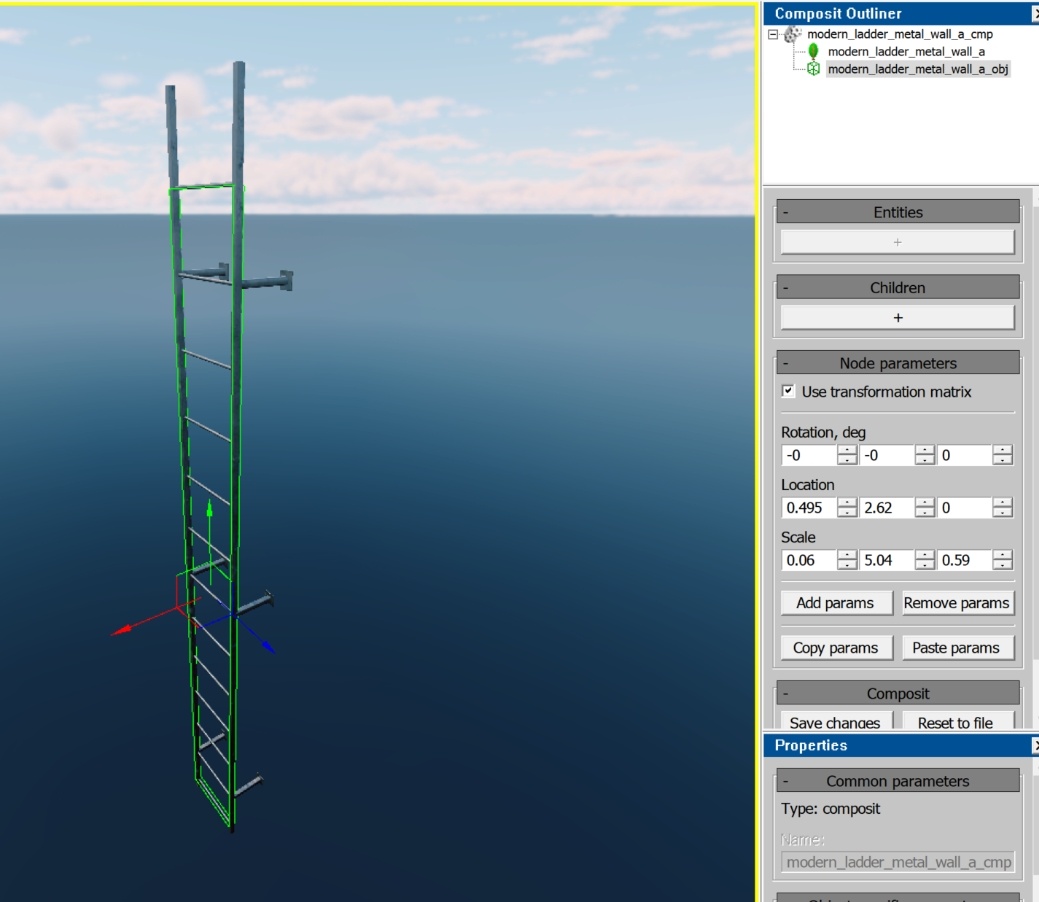 Composit Outliner
modern_ladder_metal_wall_a_cmp
modern_ladder_metal_wall_a
modern_ladder_metal_wall_a_obj
- Entities
+
- Children
+
- Node parameters
Use transformation matrix
Rotation, deg
-0 -0 0
Location
0.495 2.62 0
Scale
0.06 5.04 0.59
Add params Remove params
Copy params Paste params
- Composit
Save changes Reset to file
Properties
- Common parameters
Type: composit
Name:
modern_ladder_metal_wall_a_cmp